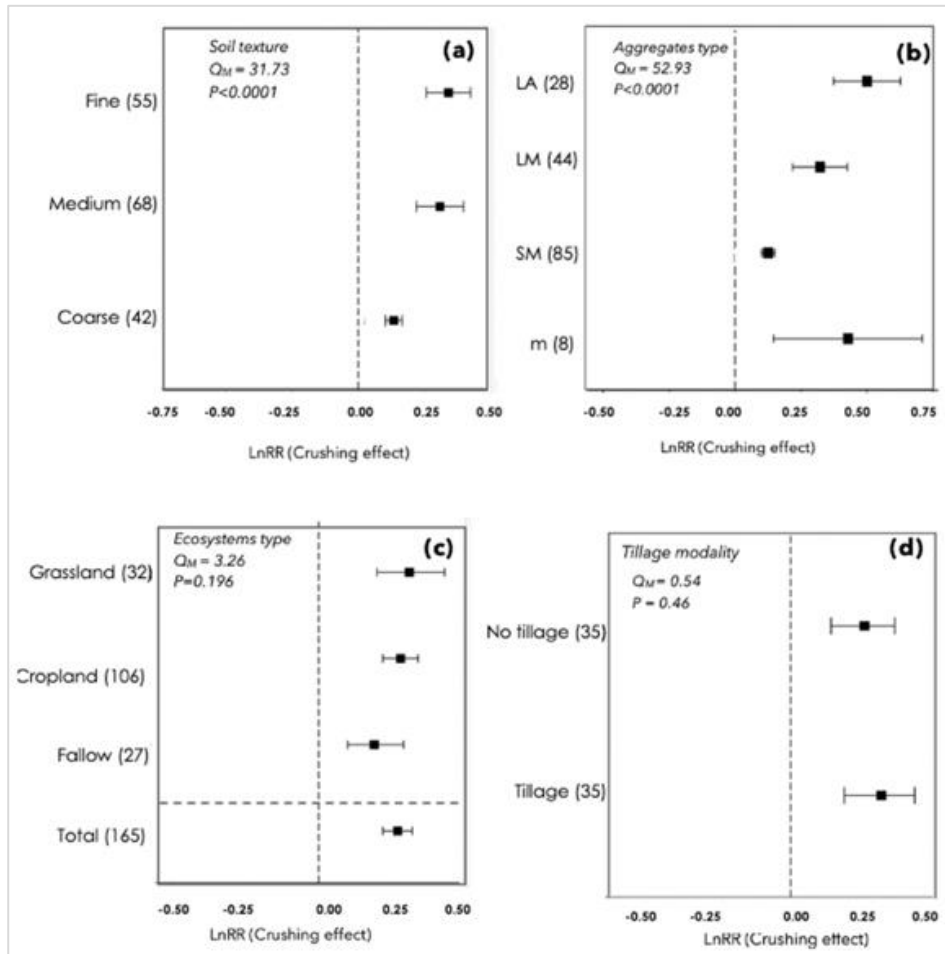 Soil texture
QM = 31.73
P<0.0001
(a)
Fine (55)
Medium (68)
Coarse (42)
-0.75 -0.25 0.00 0.25 0.50
LnRR (Crushing effect)
Aggregates type
QM = 52.93
P<0.0001
(b)
LA (28)
LM (44)
SM (85)
m (8)
-0.50 -0.25 0.00 0.25 0.50 0.75
LnRR (Crushing effect)
Ecosystems type
QM = 3.26
P=0.196
(c)
Grassland (32)
Cropland (106)
Fallow (27)
Total (165)
-0.50 -0.25 0.00 0.25 0.50
LnRR (Crushing effect)
Tillage modality
QM = 0.54
P = 0.46
(d)
No tillage (35)
Tillage (35)
-0.50 -0.25 0.00 0.25 0.50
LnRR (Crushing effect)